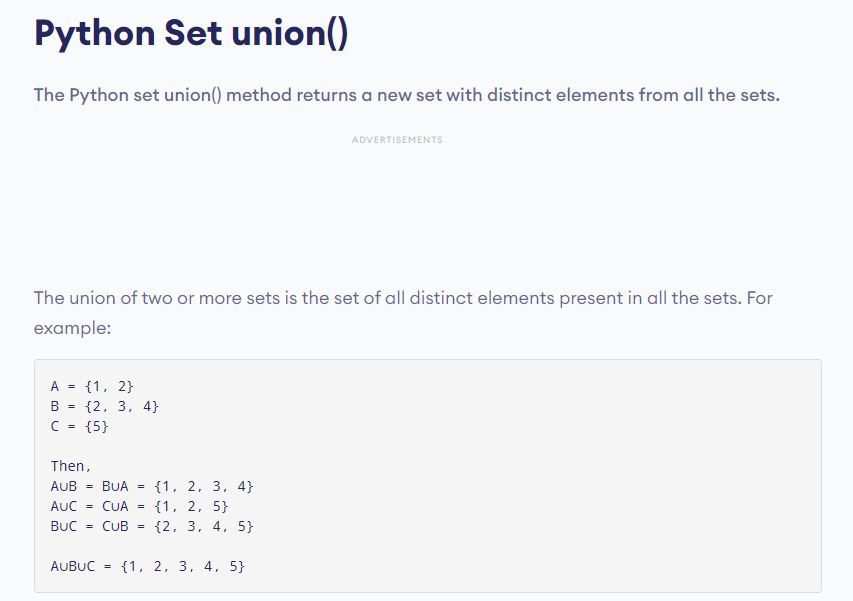 Python Set union()
The Python set union() method returns a new set with distinct elements from all the sets.
ADVERTISEMENTS
The union of two or more sets is the set of all distinct elements present in all the sets. For
example:
A = {1, 2}
B = {2, 3, 4}
C = {5}
Then,
A∪B = B∪A = {1, 2, 3, 4}
A∪C = C∪A = {1, 2, 5}
B∪C = C∪B = {2, 3, 4, 5}
A∪B∪C = {1, 2, 3, 4, 5}